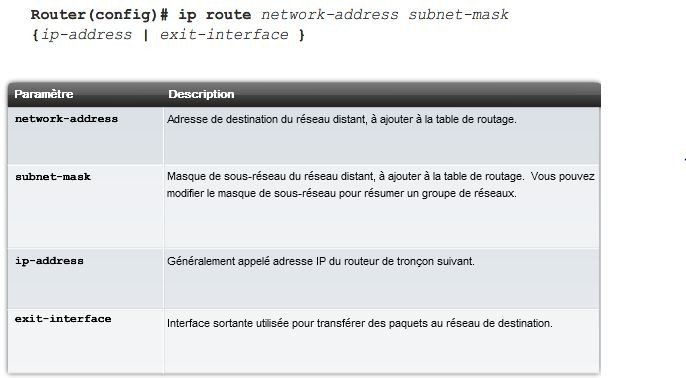 Router(config)# ip route network-address subnet-mask
{ip-address | exit-interface }
Paramètre Description
network-address Adresse de destination du réseau distant, à ajouter à la table de routage.
subnet-mask Masque de sous-réseau du réseau distant, à ajouter à la table de routage. Vous pouvez
modifier le masque de sous-réseau pour résumer un groupe de réseaux.
ip-address Généralement appelé adresse IP du routeur de tronçon suivant.
exit-interface Interface sortante utilisée pour transférer des paquets au réseau de destination.